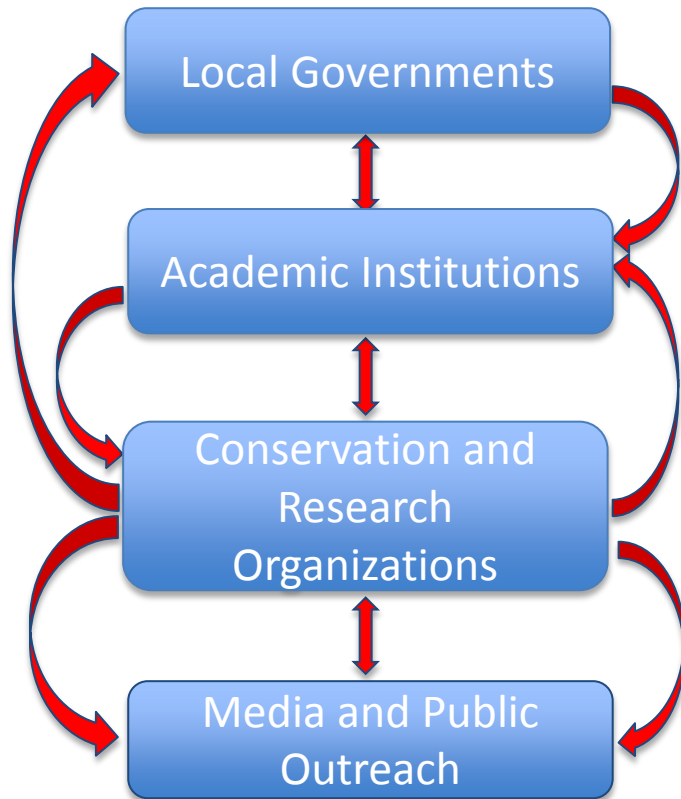 Local Governments
Academic Institutions
Conservation and
Research
Organizations
Media and Public
Outreach